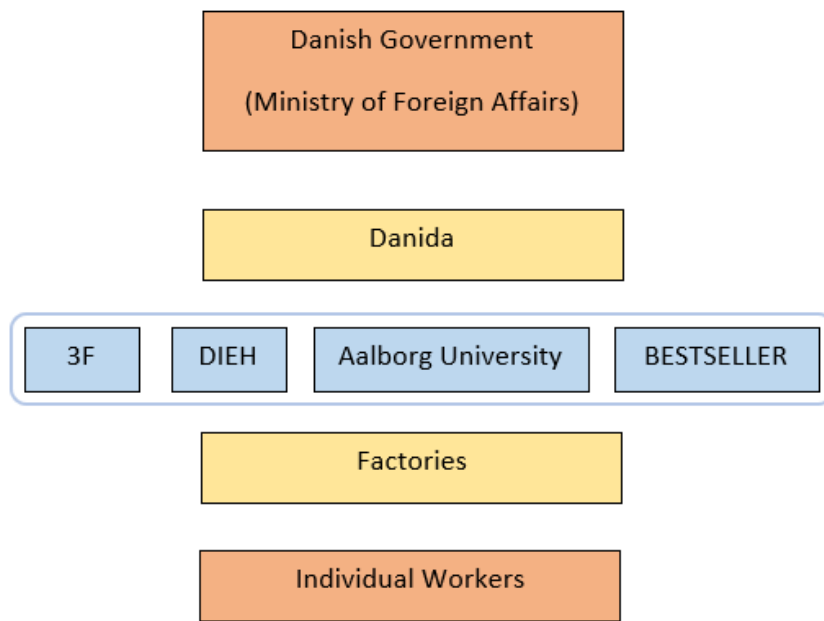 Danish Government
(Ministry of Foreign Affairs)
Danida
3F
DIEH
Aalborg University
BESTSELLER
Factories
Individual Workers